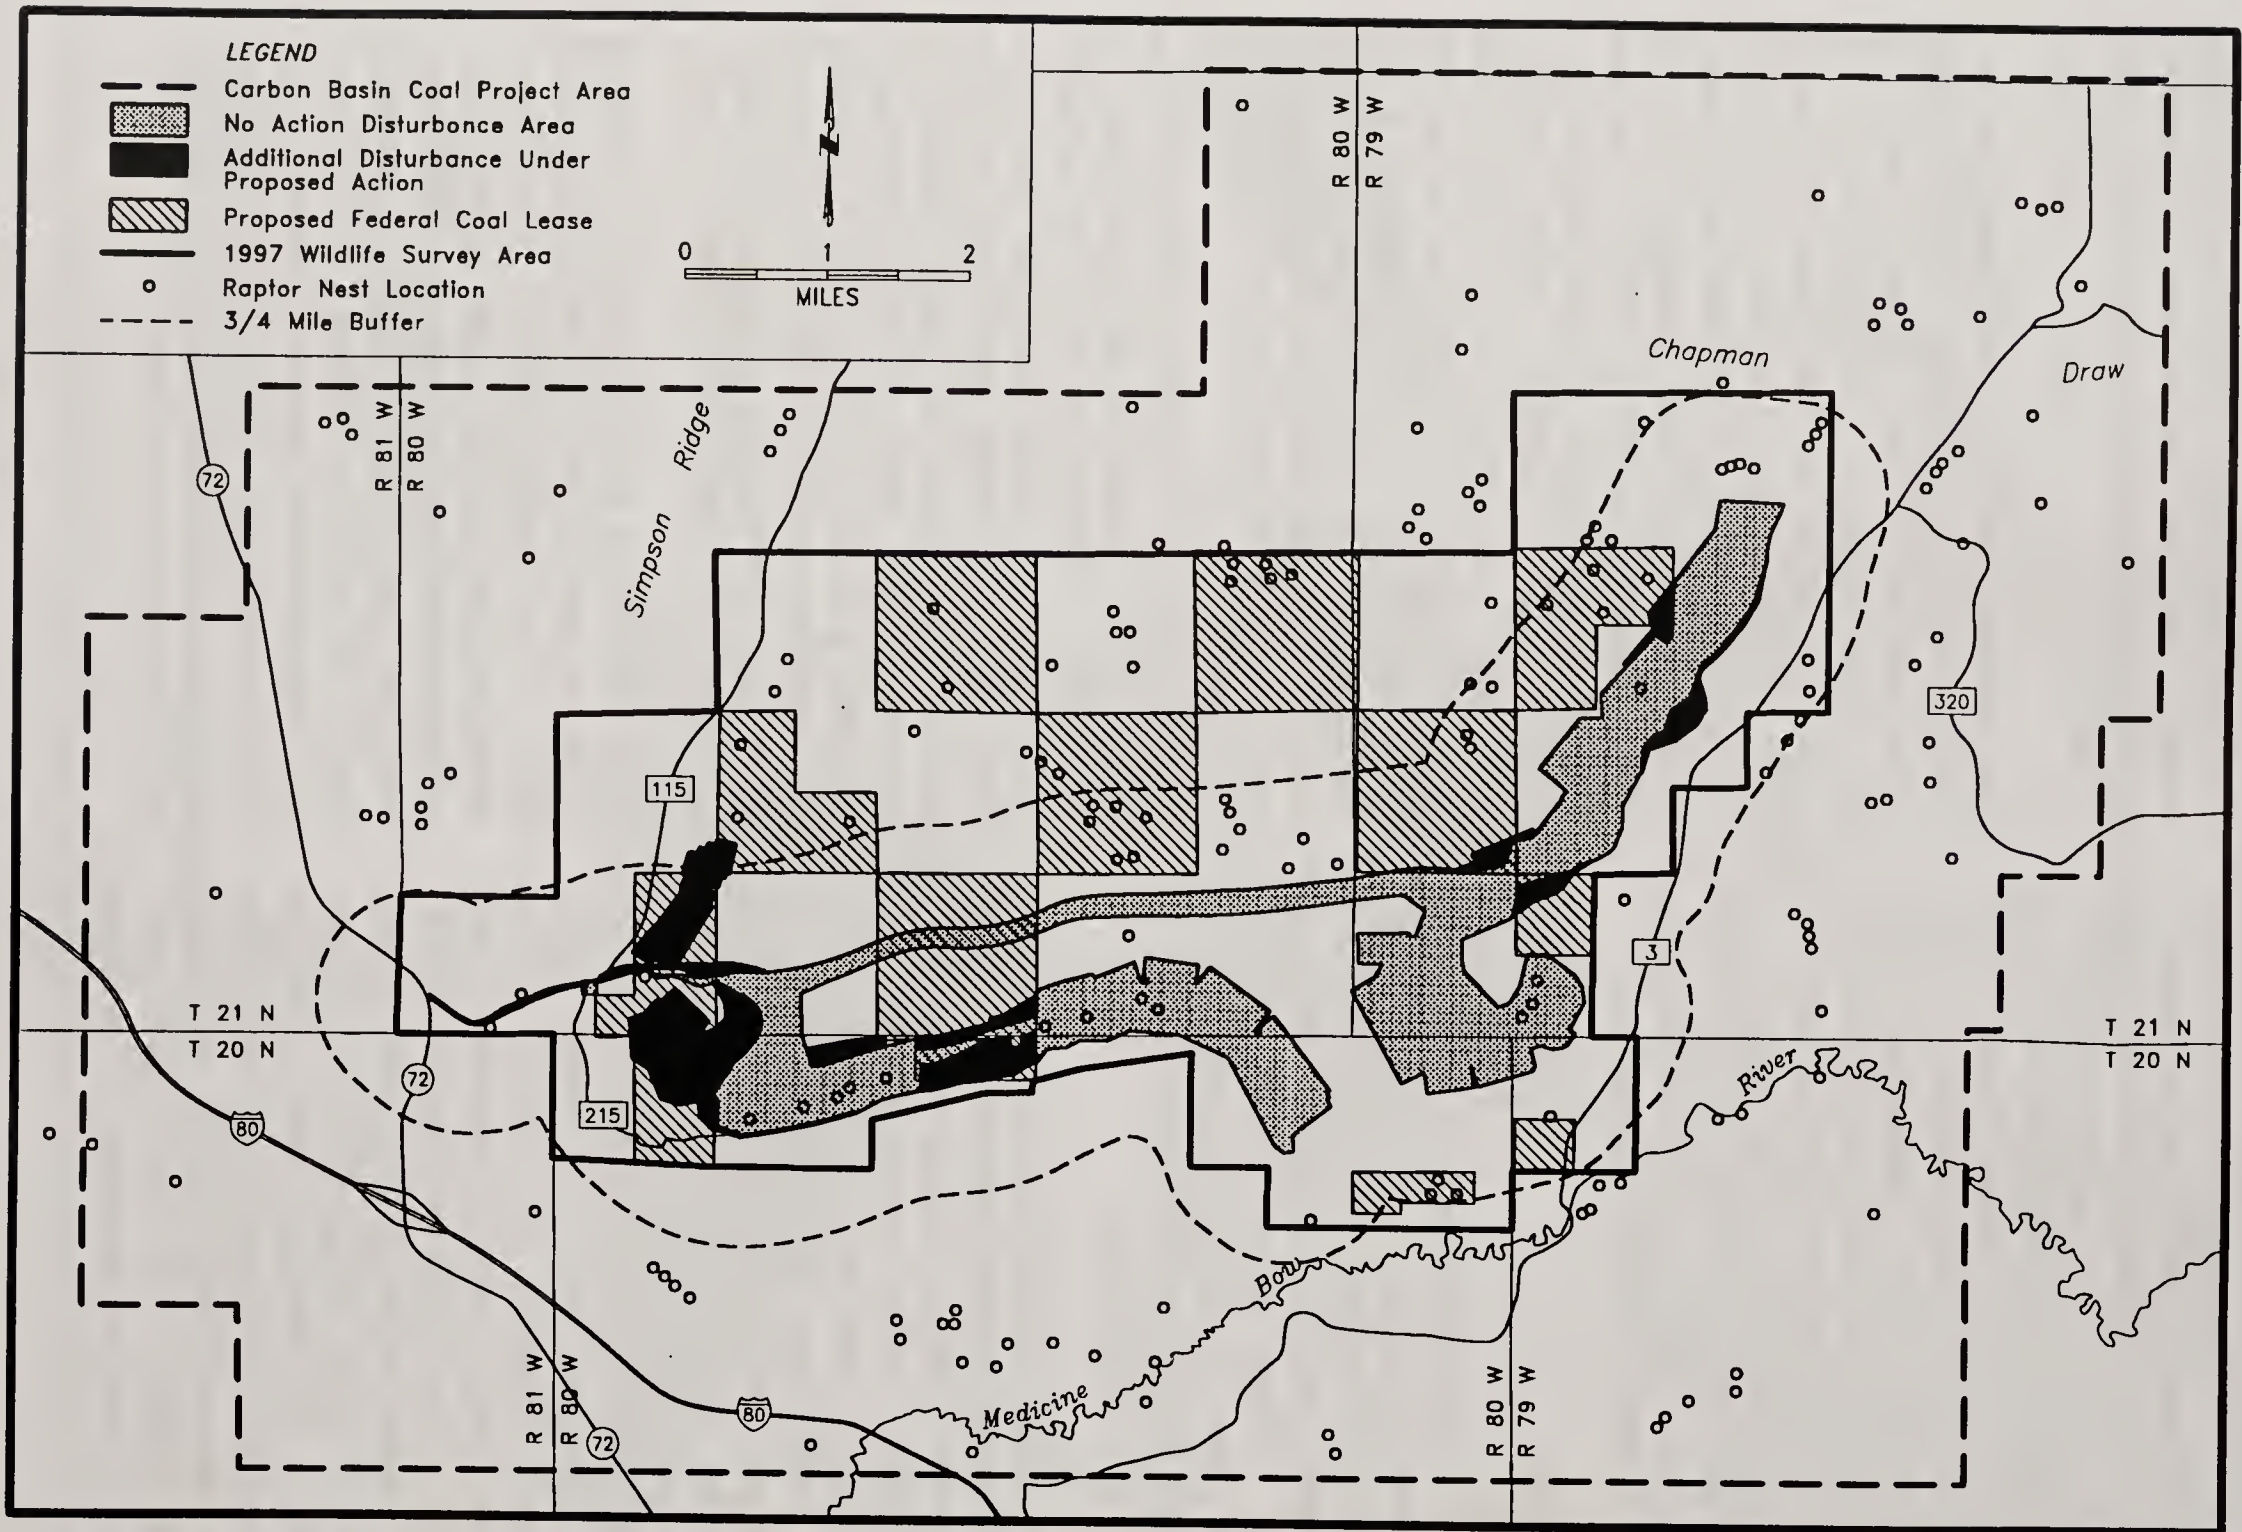 LEGEND
Carbon Basin Coal Project Area
No Action Disturbonce Area
Additional Disturbance Under
Proposed Action
Proposed Federal Coal Lease
1997 Wildlife Survey Area
Raptor Nest Location
3/4 Mile Buffer
N
0 1 2
MILES
R 80 W
R 79 W
Chapman
Draw
R 81 W
R 80 W
Simpson Ridge
72
115
320
3
T 21 N
T 20 N
T 21 N
T 20 N
72
215
80
River
Bow
Medicine
R 81 W
R 80 W
72
80
R 80 W
R 79 W